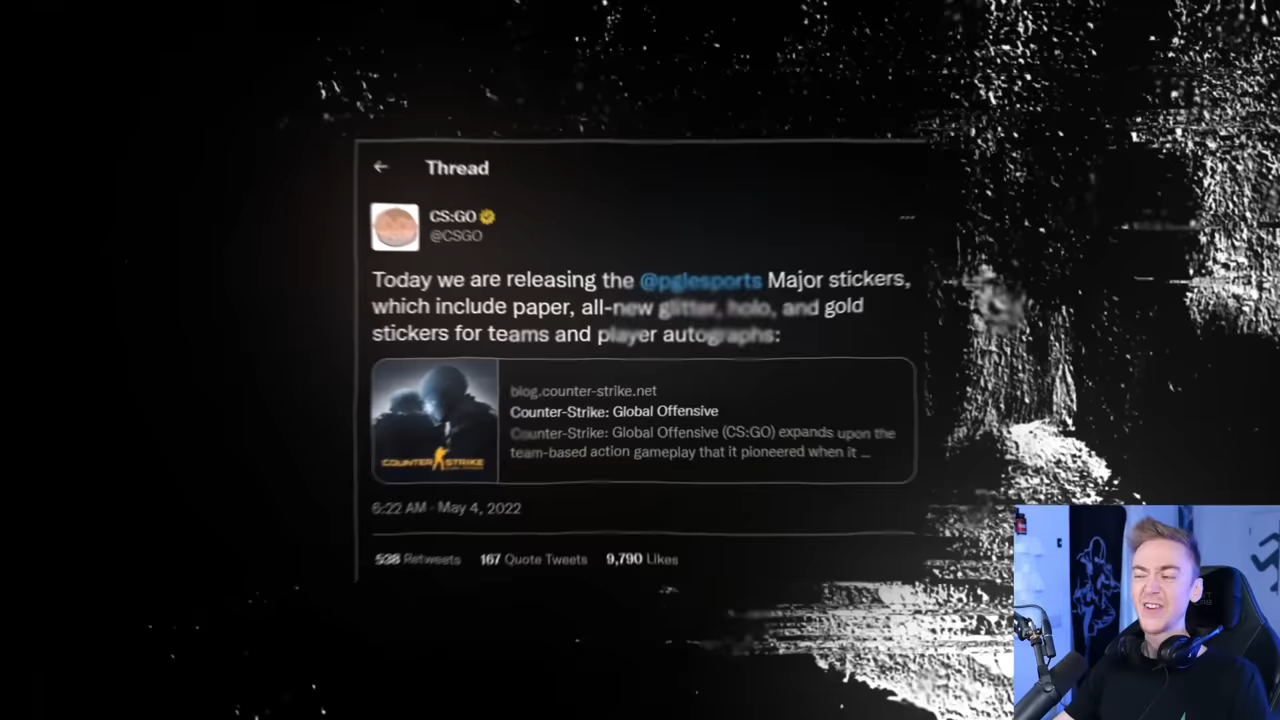 Thread
CS:GO
@CSGO
Today we are releasing the @pglesports Major stickers,
which include paper, all-new glitter, holo, and gold
stickers for teams and player autographs:
COUNTER STRIKE
blog.counter-strike.net
Counter-Strike: Global Offensive
Counter-Strike: Global Offensive (CS:GO) expands upon the
team-based action gameplay that it pioneered when it ...
6:22 AM · May 4, 2022
538 Retweets 167 Quote Tweets 9,790 Likes